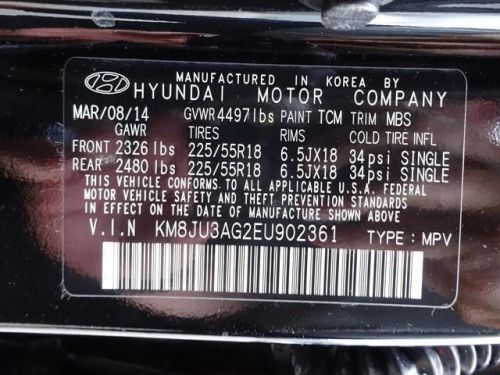 MANUFACTURED IN KOREA BY
HYUNDAI MOTOR COMPANY
MAR/08/14 GVWR 4497lbs PAINT TCM TRIM MBS
GAWR TIRES RIMS COLD TIRE INFL
FRONT 2326 lbs 225/55R18 6.5JX18 34psi SINGLE
REAR 2480 lbs 225/55R18 6.5JX18 34psi SINGLE
THIS VEHICLE CONFORMS TO ALL APPLICABLE U.S.A. FEDERAL
MOTOR VEHICLE SAFETY AND THEFT PREVENTION STANDARDS
IN EFFECT ON THE DATE OF MANUFACTURE SHOWN ABOVE
V.I.N KM8JU3AG2EU902361 TYPE : MPV